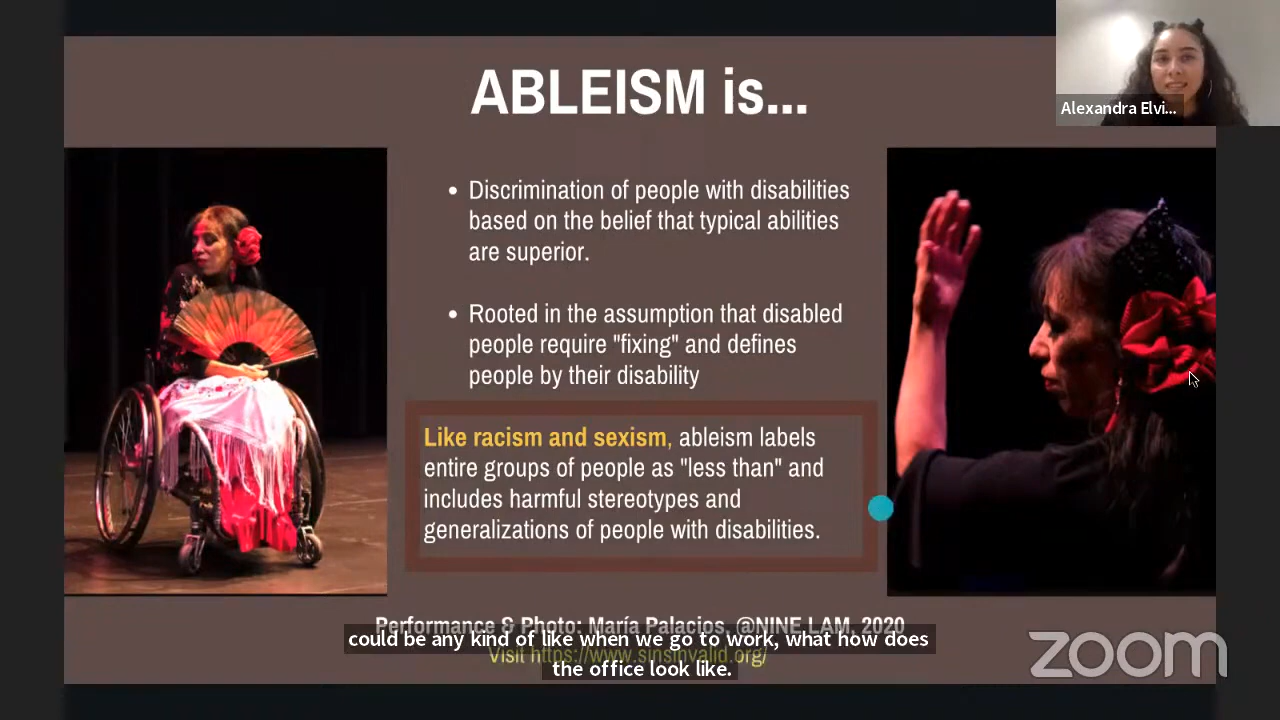 ABLEISM is...
Alexandra Elvi...
• Discrimination of people with disabilities
based on the belief that typical abilities
are superior.
• Rooted in the assumption that disabled
people require "fixing" and defines
people by their disability
Like racism and sexism, ableism labels
entire groups of people as "less than" and
includes harmful stereotypes and
generalizations of people with disabilities.
Performance & Photo: María Palacios, @NINE LAM, 2020
Visit https://www.sinsinvalid.org/
could be any kind of like when we go to work, what how does
the office look like.
zoom